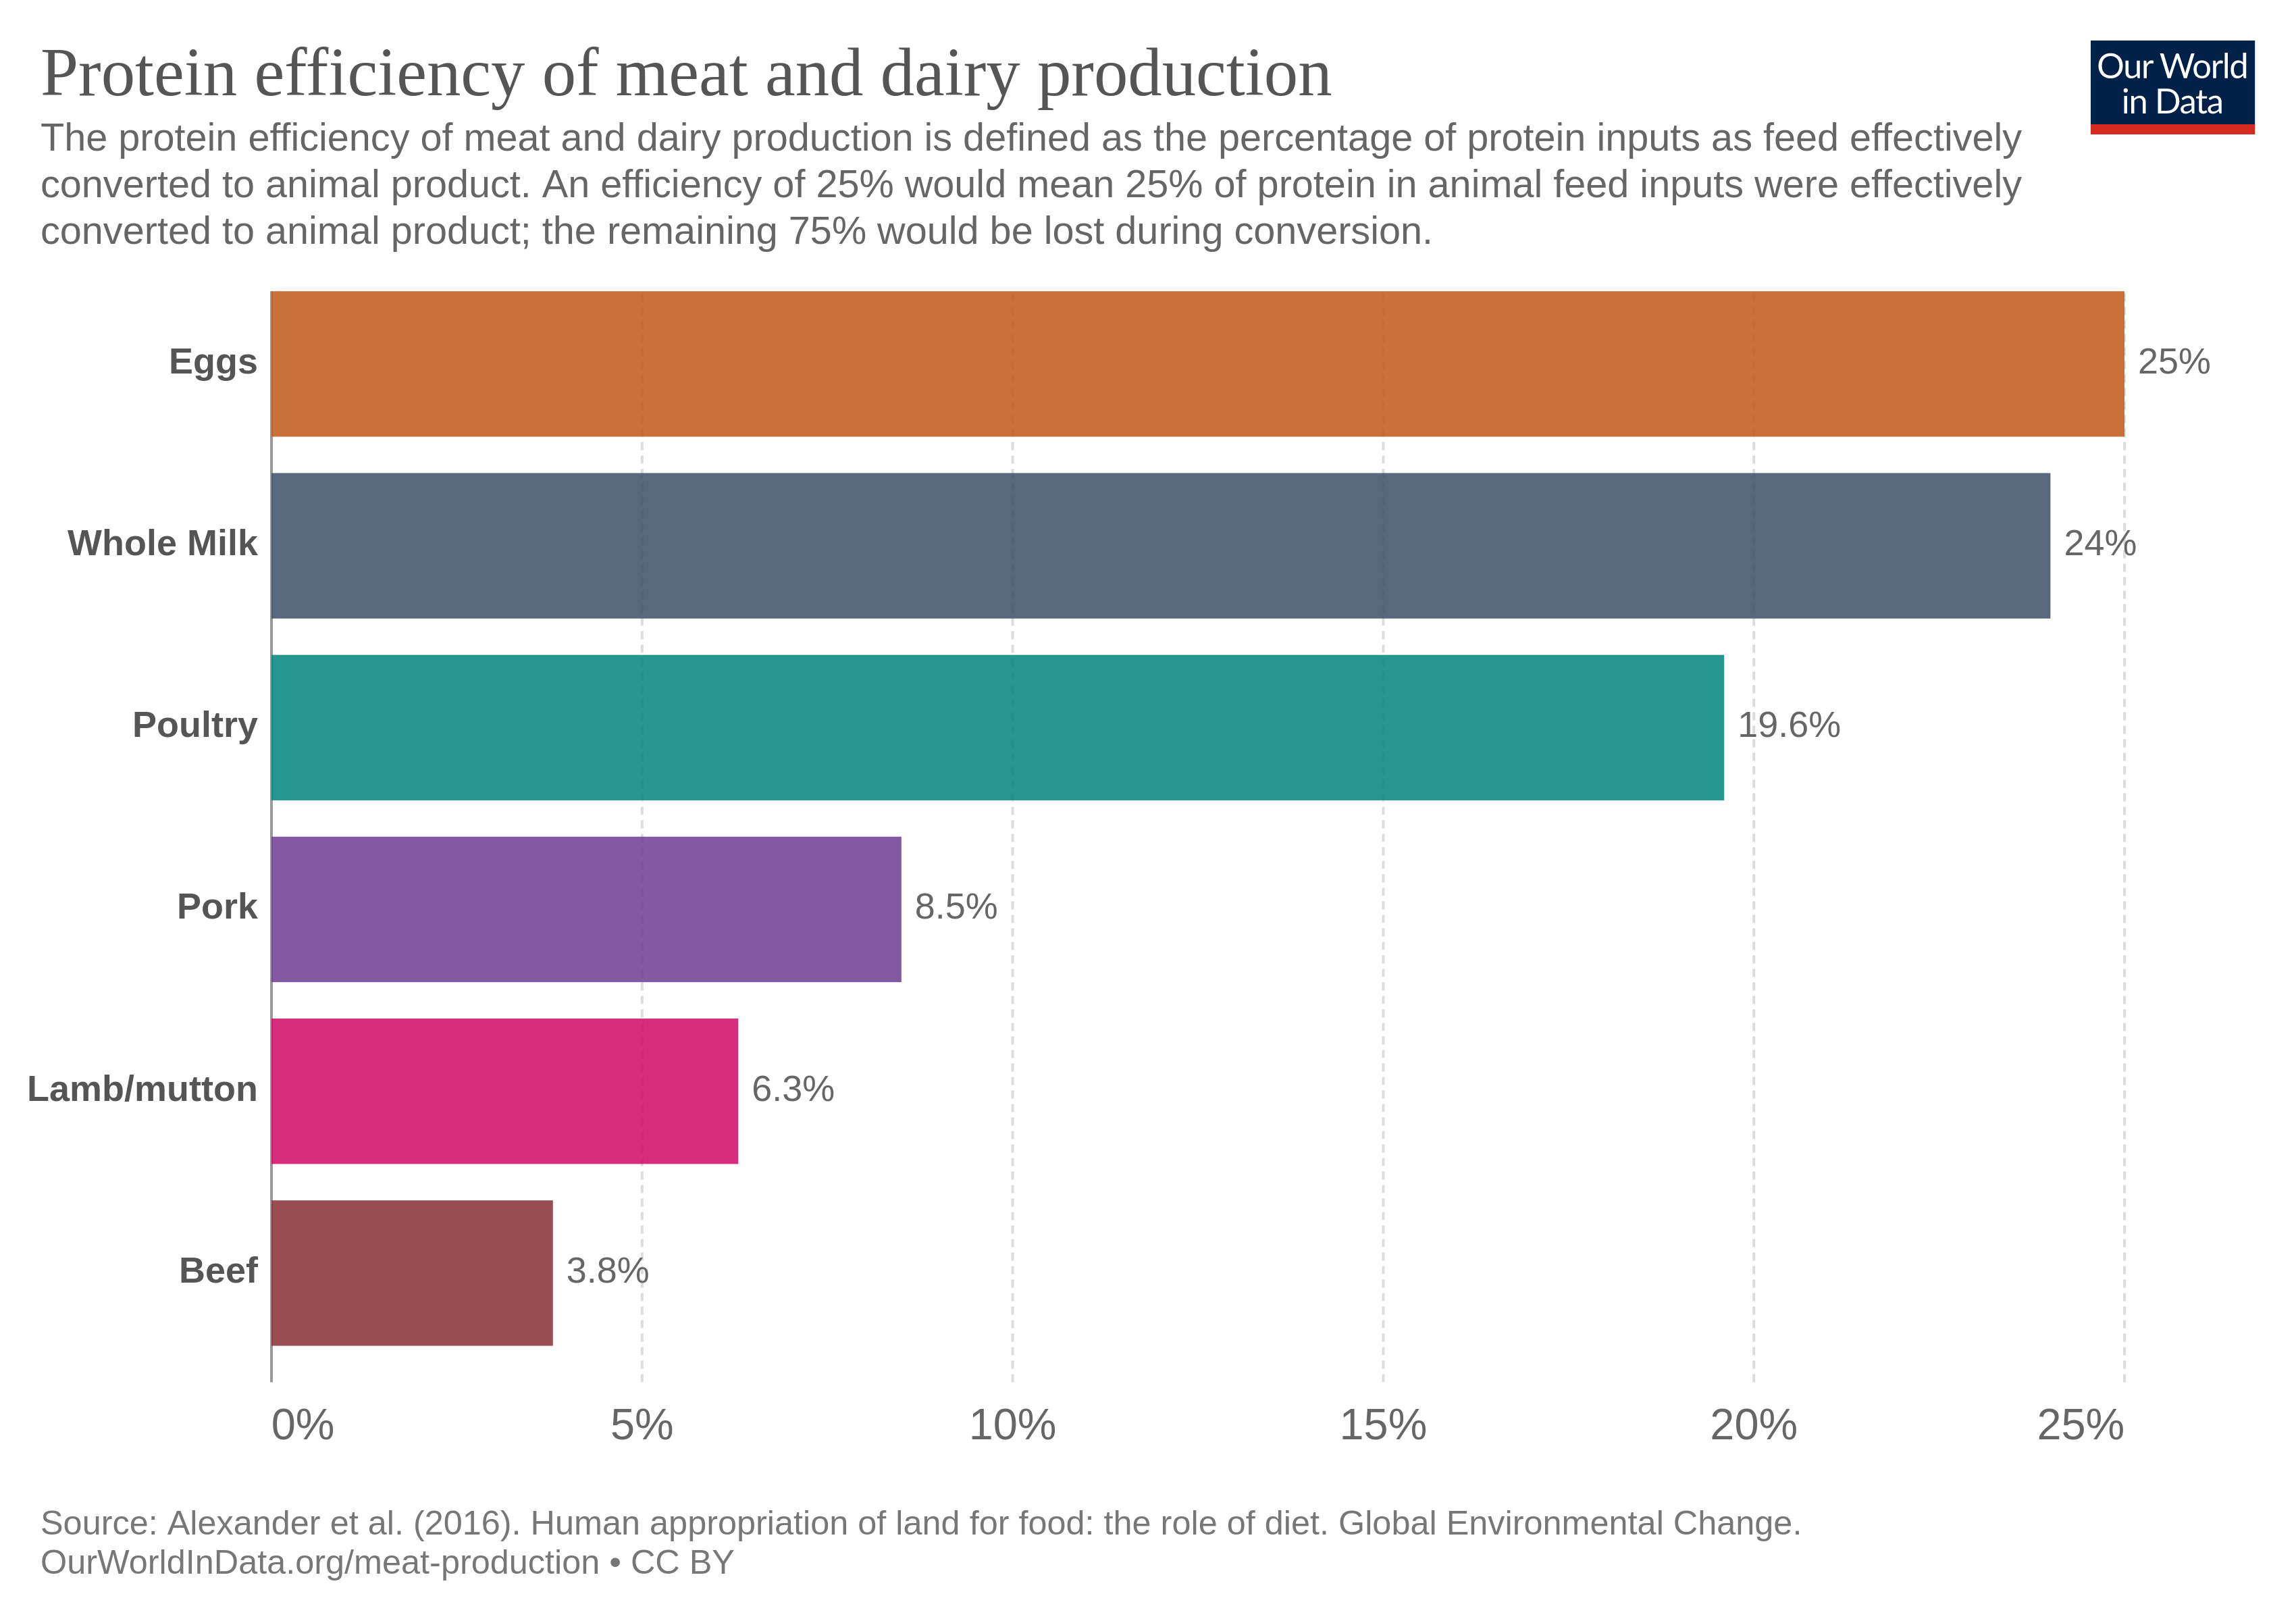 Protein efficiency of meat and dairy production
Our World
in Data
The protein efficiency of meat and dairy production is defined as the percentage of protein inputs as feed effectively
converted to animal product. An efficiency of 25% would mean 25% of protein in animal feed inputs were effectively
converted to animal product; the remaining 75% would be lost during conversion.
Eggs 25%
Whole Milk 24%
Poultry 19.6%
Pork 8.5%
Lamb/mutton 6.3%
Beef 3.8%
0% 5% 10% 15% 20% 25%
Source: Alexander et al. (2016). Human appropriation of land for food: the role of diet. Global Environmental Change.
OurWorldInData.org/meat-production • CC BY